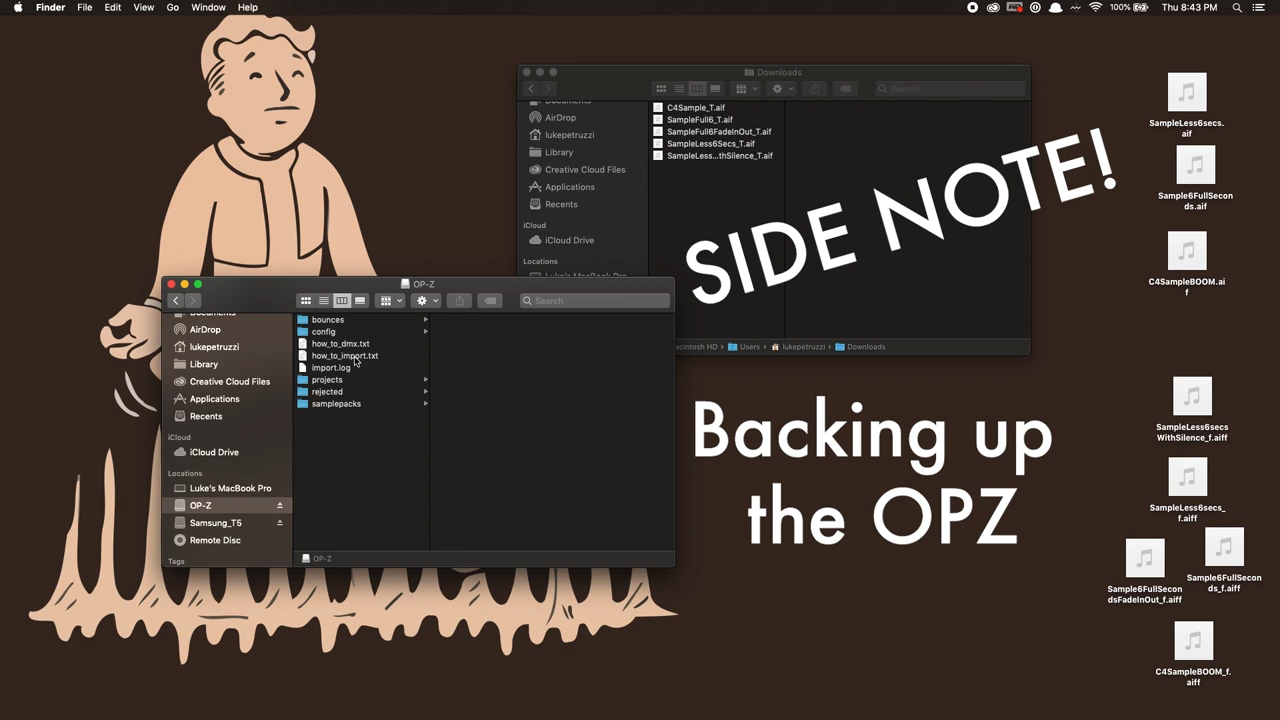 Finder File Edit View Go Window Help
100% Thu 8:43 PM
Downloads
Search
AirDrop
lukepetruzzi
Library
Creative Cloud Files
Applications
Recents
iCloud
iCloud Drive
Locations
C4Sample_T.aif
SampleFull6_T.aif
SampleFull6FadeInOut_T.aif
SampleLess6Secs_T.aif
SampleLess...thSilence_T.aif
acintosh HD Users lukepetruzzi Downloads
SIDE NOTE!
OP-Z
Search
AirDrop
lukepetruzzi
Library
Creative Cloud Files
Applications
Recents
iCloud
iCloud Drive
Locations
Luke's MacBook Pro
OP-Z
Samsung_T5
Remote Disc
Tags
bounces
config
how_to_dmx.txt
how_to_import.txt
import.log
projects
rejected
samplepacks
OP-Z
Backing up
the OPZ
SampleLess6secs.
aif
Sample6FullSecon
ds.aif
C4SampleBOOM.ai
f
SampleLess6secs
WithSilence_f.aiff
SampleLess6secs_
f.aiff
Sample6FullSecon
dsFadeInOut_f.aiff
Sample6FullSecon
ds_f.aiff
C4SampleBOOM_f.
aiff